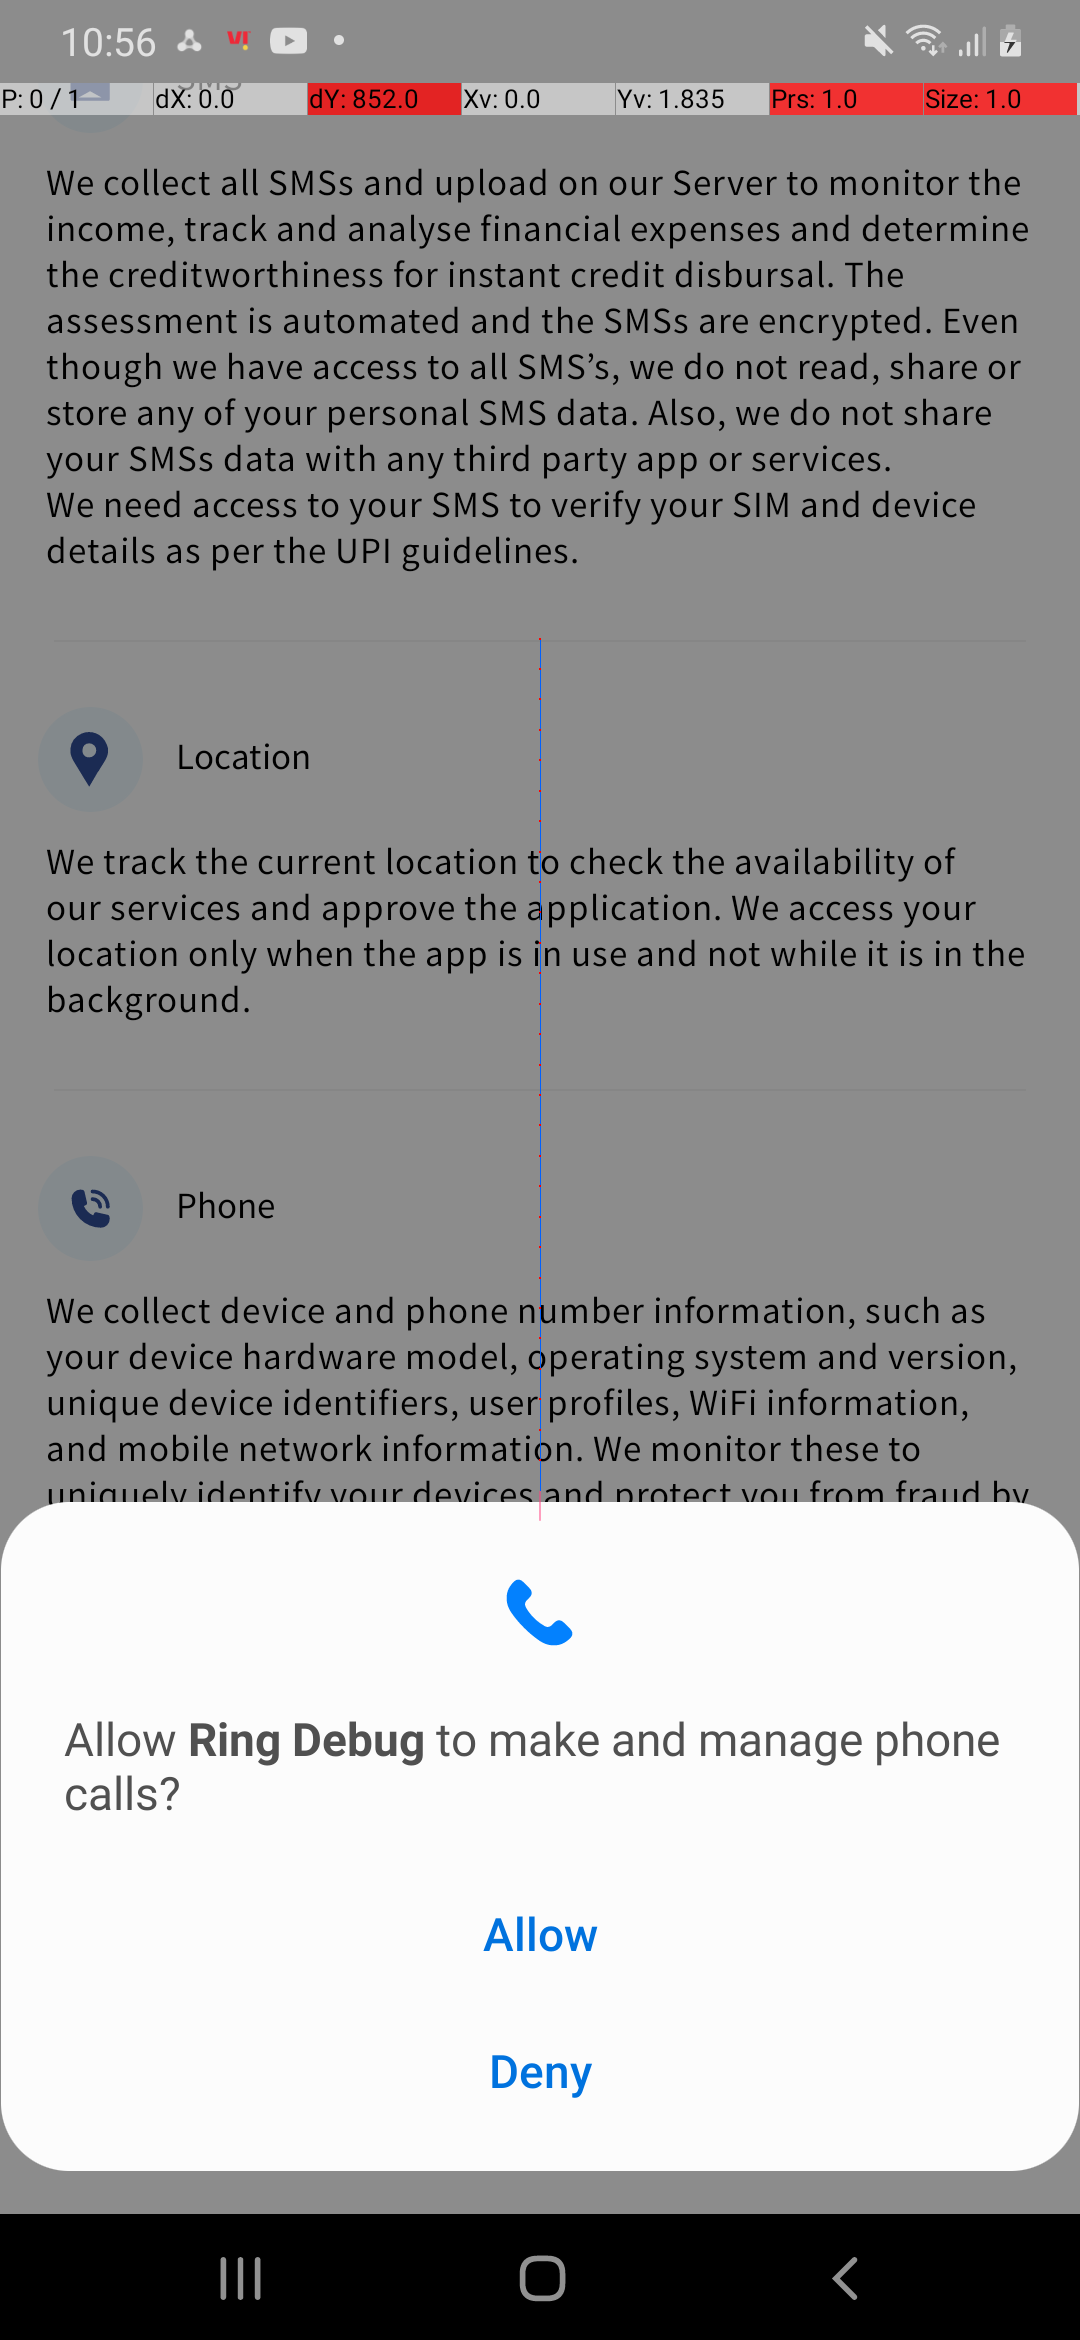 10:56
SMS
P: 0 / 1 dX: 0.0 dY: 852.0 Xv: 0.0 Yv: 1.835 Prs: 1.0 Size: 1.0
We collect all SMSs and upload on our Server to monitor the
income, track and analyse financial expenses and determine
the creditworthiness for instant credit disbursal. The
assessment is automated and the SMSs are encrypted. Even
though we have access to all SMS’s, we do not read, share or
store any of your personal SMS data. Also, we do not share
your SMSs data with any third party app or services.
We need access to your SMS to verify your SIM and device
details as per the UPI guidelines.
Location
We track the current location to check the availability of
our services and approve the application. We access your
location only when the app is in use and not while it is in the
background.
Phone
We collect device and phone number information, such as
your device hardware model, operating system and version,
unique device identifiers, user profiles, WiFi information,
and mobile network information. We monitor these to
uniquely identify your devices and protect you from fraud by
Allow Ring Debug to make and manage phone
calls?
Allow
Deny